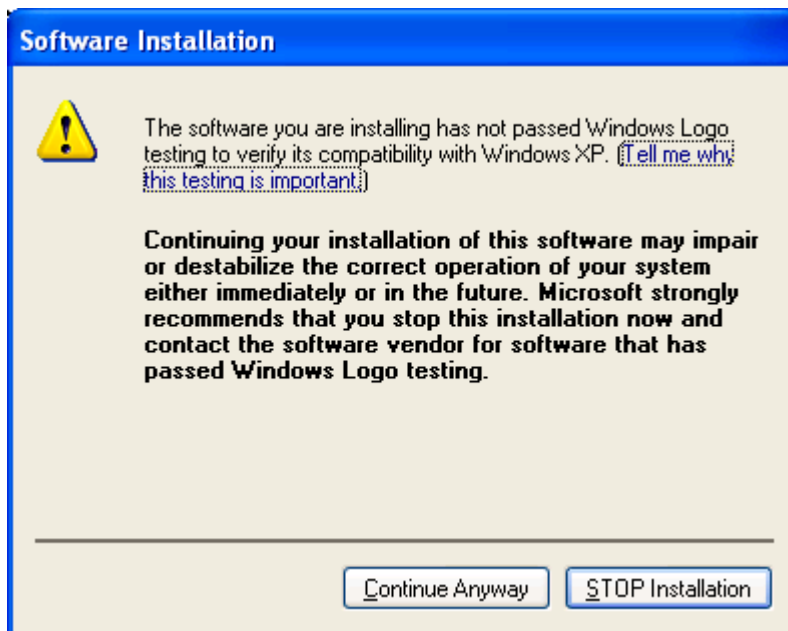 Software Installation
The software you are installing has not passed Windows Logo
testing to verify its compatibility with Windows XP. (Tell me why
this testing is important.)
Continuing your installation of this software may impair
or destabilize the correct operation of your system
either immediately or in the future. Microsoft strongly
recommends that you stop this installation now and
contact the software vendor for software that has
passed Windows Logo testing.
Continue Anyway
STOP Installation